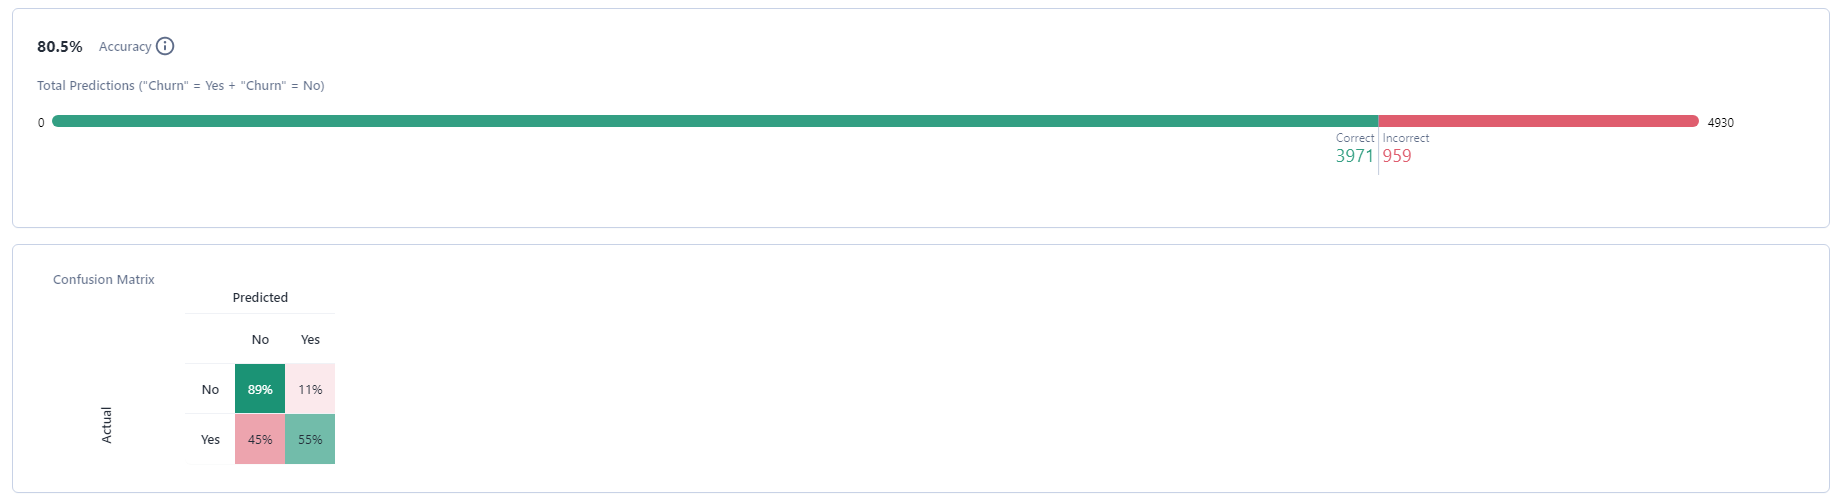 80.5% Accuracy
Total Predictions ("Churn" = Yes + "Churn" = No)
0 4930
Correct Incorrect
3971 959
Confusion Matrix
Predicted
No Yes
No 89% 11%
Actual
Yes 45% 55%